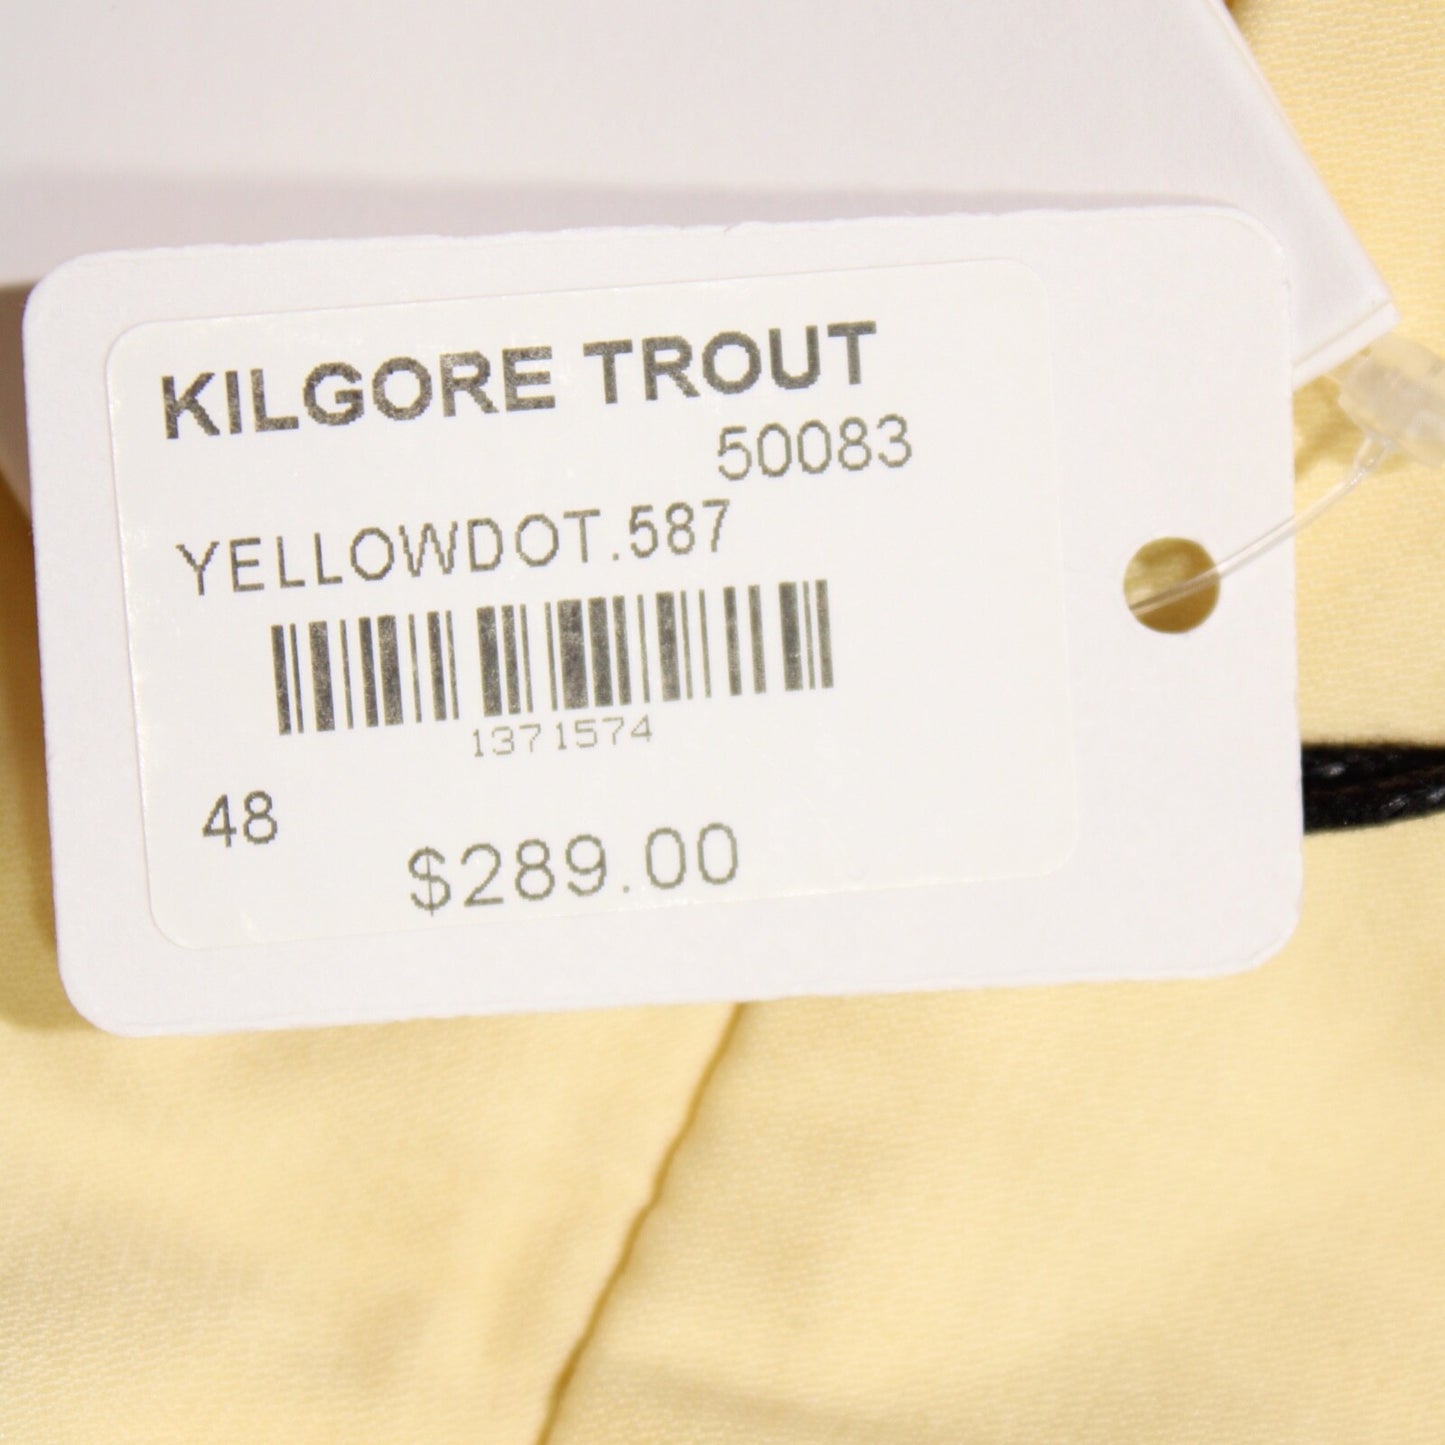 KILGORE TROUT
50083
YELLOWDOT.587
1371574
48
$289.00